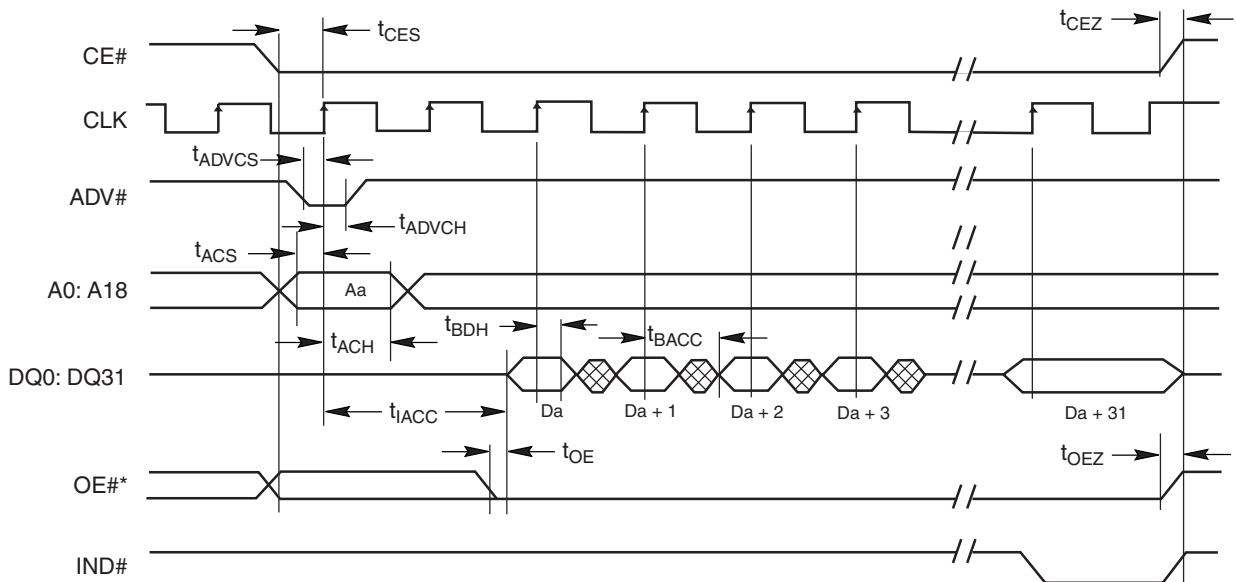 tCES
tCEZ
CE#
CLK
tADVCS
ADV#
tADVCH
tACS
A0: A18
Aa
tBDH
tBACC
tACH
DQ0: DQ31
Da
Da + 1
Da + 2
Da + 3
Da + 31
tIACC
tOE
tOEZ
OE#*
IND#